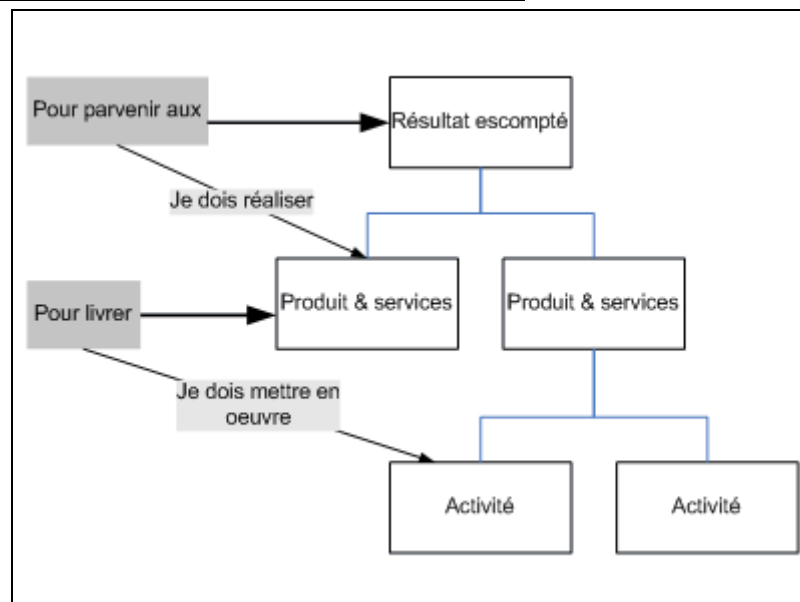 Pour parvenir aux
Résultat escompté
Je dois réaliser
Produit & services
Produit & services
Pour livrer
Je dois mettre en
oeuvre
Activité
Activité